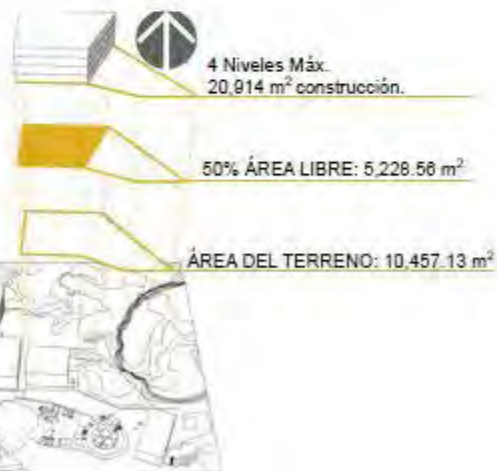 4 Niveles Máx.
20,914 m² construcción.
50% ÁREA LIBRE: 5,228.56 m²
ÁREA DEL TERRENO: 10,457.13 m²